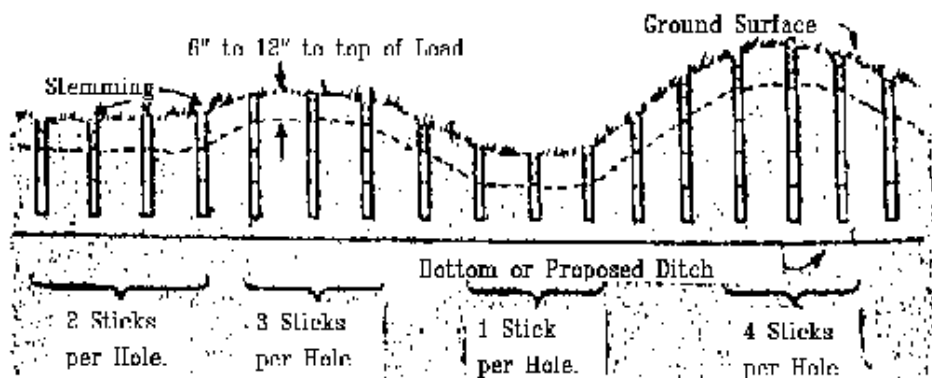 Ground Surface
6" to 12" to top of Load
Stemming
Bottom or Proposed Ditch
2 Sticks
per Hole.
3 Sticks
per Hole
1 Stick
per Hole.
4 Sticks
per Hole